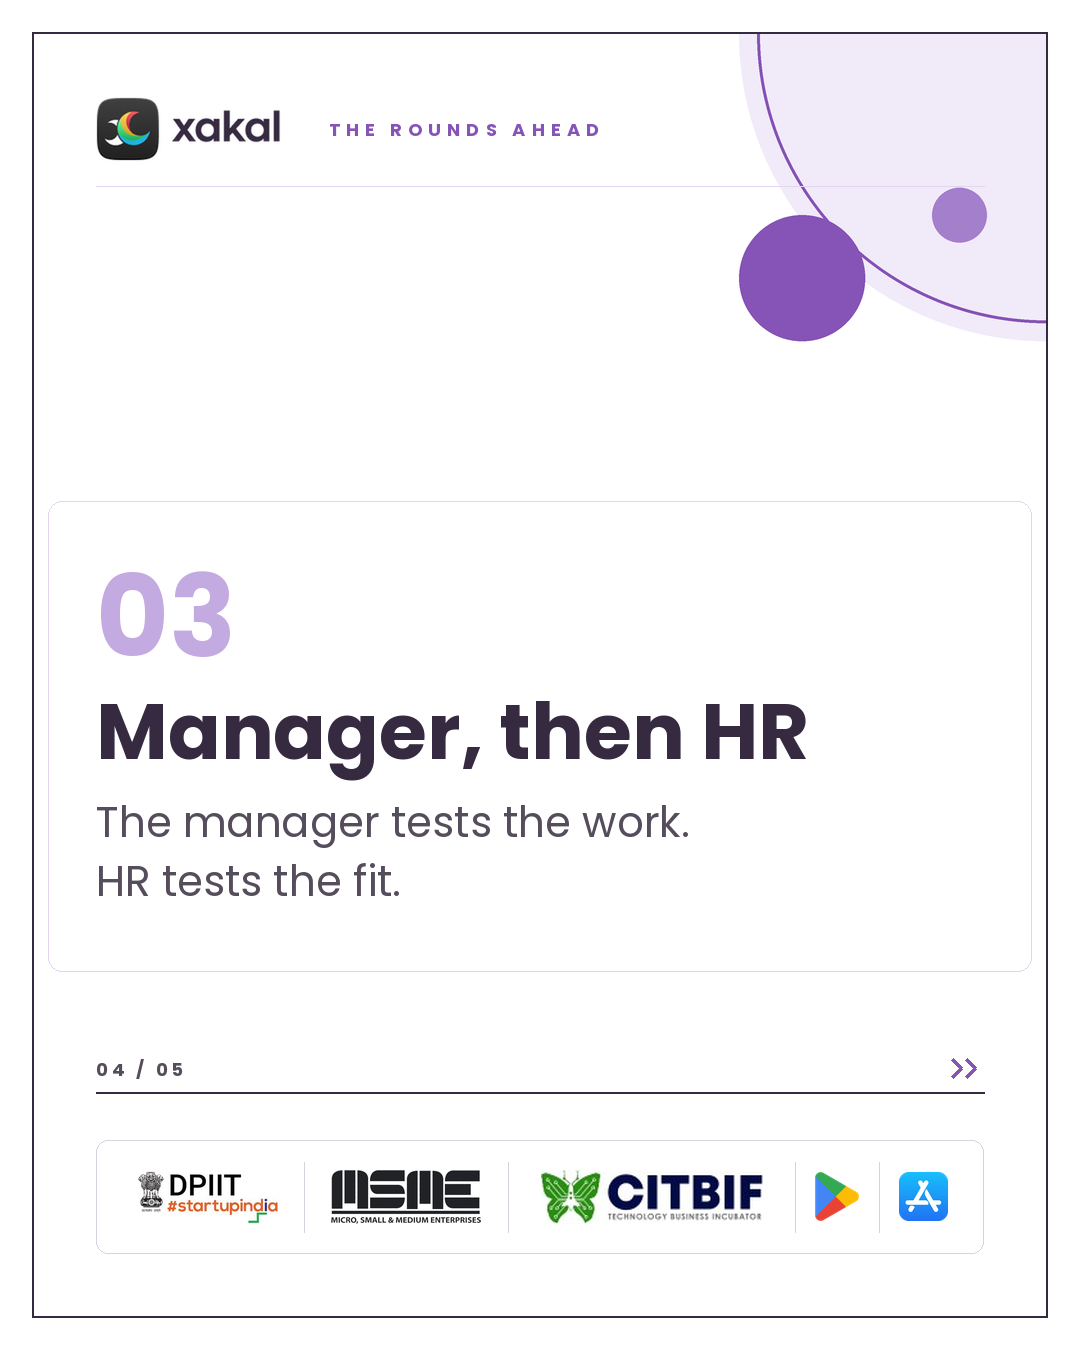 xakal
THE ROUNDS AHEAD
03
Manager, then HR
The manager tests the work.
HR tests the fit.
04 / 05
DPIIT
#startupindia
MSME
MICRO, SMALL & MEDIUM ENTERPRISES
CITBIF
TECHNOLOGY BUSINESS INCUBATOR